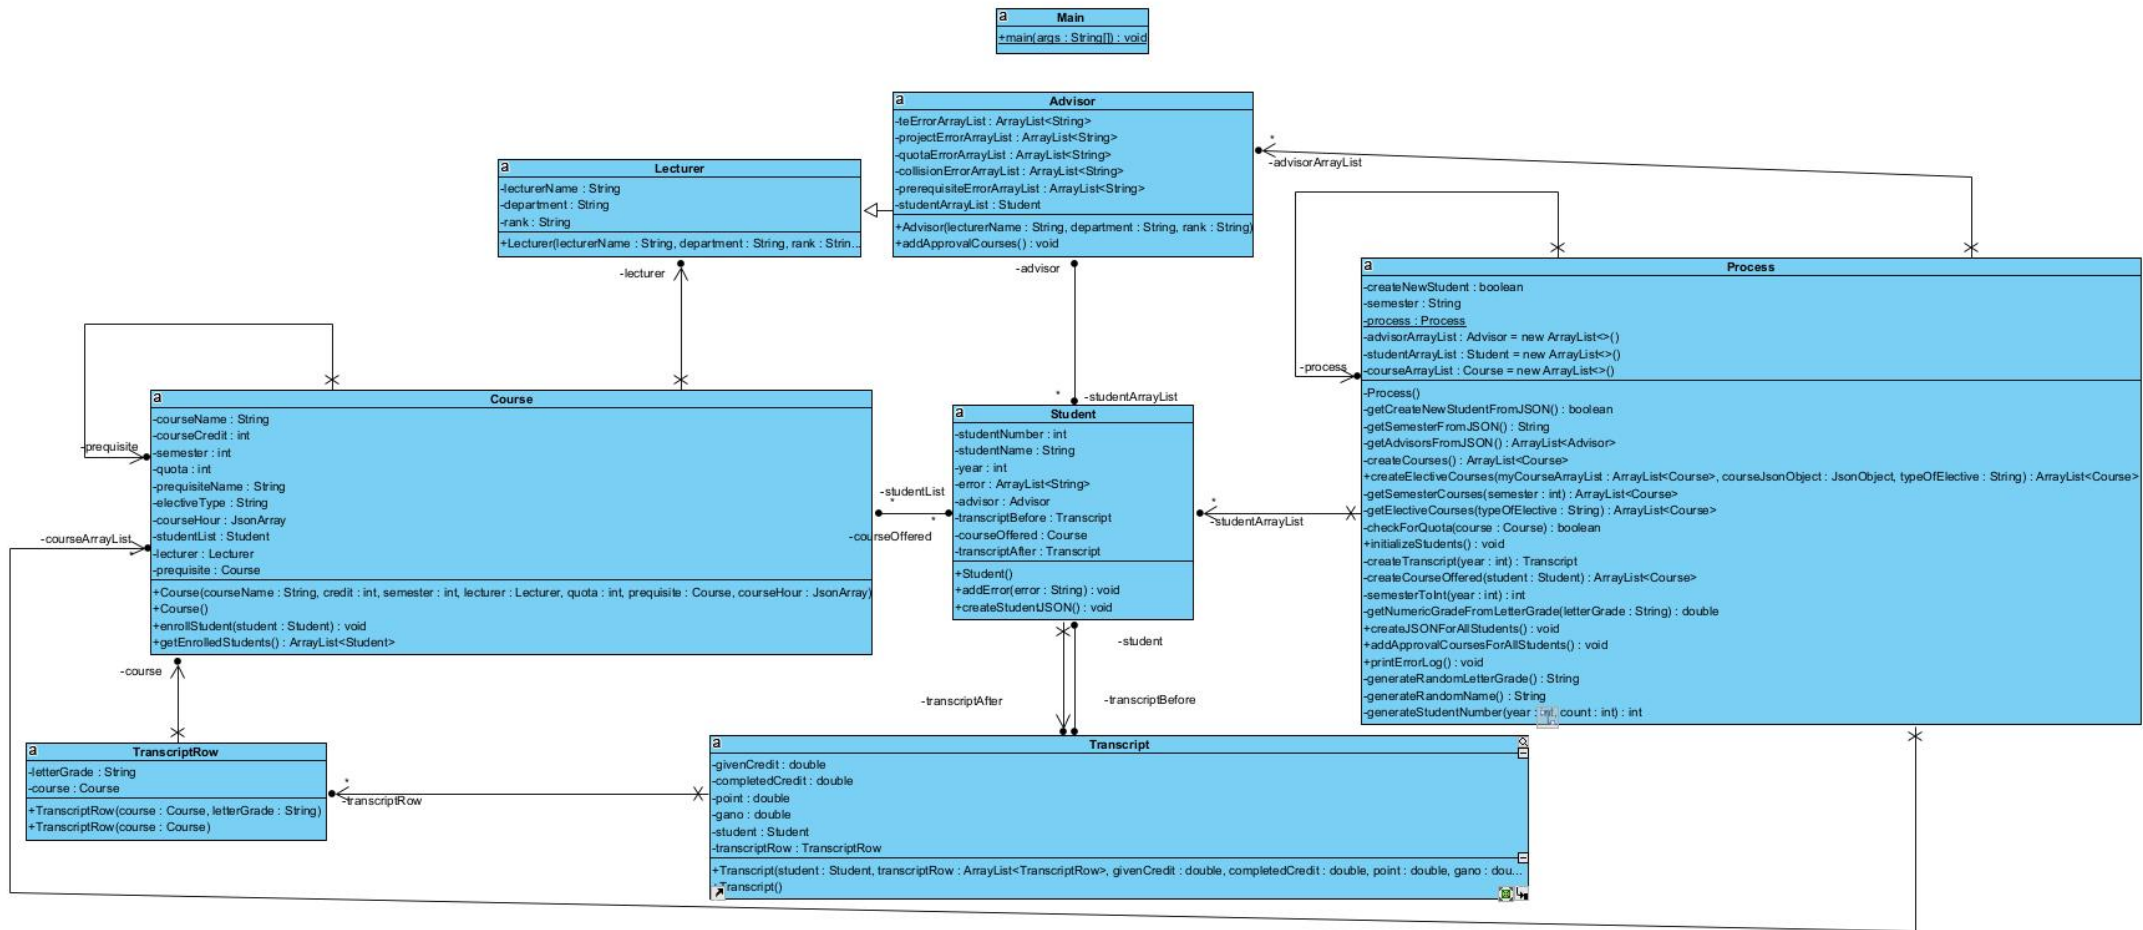 a
Main
+main(args : String[]) : void
a
Advisor
-teErrorArrayList : ArrayList<String>
-projectErrorArrayList : ArrayList<String>
-quotaErrorArrayList : ArrayList<String>
-collisionErrorArrayList : ArrayList<String>
-prerequisiteErrorArrayList : ArrayList<String>
-studentArrayList : Student
+Advisor(lecturerName : String, department : String, rank : String)
+addApprovalCourses() : void
*
-advisorArrayList
a
Lecturer
-lecturerName : String
-department : String
-rank : String
+Lecturer(lecturerName : String, department : String, rank : Strin...
-lecturer
-advisor
a
Process
-createNewStudent : boolean
-semester : String
-process : Process
-advisorArrayList : Advisor = new ArrayList<>()
-studentArrayList : Student = new ArrayList<>()
-courseArrayList : Course = new ArrayList<>()
-Process()
-getCreateNewStudentFromJSON() : boolean
-getSemesterFromJSON() : String
-getAdvisorsFromJSON() : ArrayList<Advisor>
-createCourses() : ArrayList<Course>
+createElectiveCourses(myCourseArrayList : ArrayList<Course>, courseJsonObject : JsonObject, typeOfElective : String) : ArrayList<Course>
-getSemesterCourses(semester : int) : ArrayList<Course>
-getElectiveCourses(typeOfElective : String) : ArrayList<Course>
-checkForQuota(course : Course) : boolean
+initializeStudents() : void
-createTranscript(year : int) : Transcript
-createCourseOffered(student : Student) : ArrayList<Course>
-semesterToInt(year : int) : int
-getNumericGradeFromLetterGrade(letterGrade : String) : double
+createJSONForAllStudents() : void
+addApprovalCoursesForAllStudents() : void
+printErrorLog() : void
-generateRandomLetterGrade() : String
-generateRandomName() : String
-generateStudentNumber(year : count : int) : int
-process
a
Course
-courseName : String
-courseCredit : int
-semester : int
-quota : int
-prequisiteName : String
-electiveType : String
-courseHour : JsonArray
-studentList : Student
-lecturer : Lecturer
-prequisite : Course
+Course(courseName : String, credit : int, semester : int, lecturer : Lecturer, quota : int, prequisite : Course, courseHour : JsonArray)
+Course()
+enrollStudent(student : Student) : void
+getEnrolledStudents() : ArrayList<Student>
-prequisite
-courseArrayList
*
* -studentArrayList
a
Student
-studentNumber : int
-studentName : String
-year : int
-error : ArrayList<String>
-advisor : Advisor
-transcriptBefore : Transcript
-courseOffered : Course
-transcriptAfter : Transcript
+Student()
+addError(error : String) : void
+createStudentJSON() : void
-studentList
*
*
-courseOffered
*
-studentArrayList
-student
-course
-transcriptAfter
-transcriptBefore
a
TranscriptRow
-letterGrade : String
-course : Course
+TranscriptRow(course : Course, letterGrade : String)
+TranscriptRow(course : Course)
*
-transcriptRow
a
Transcript
-givenCredit : double
-completedCredit : double
-point : double
-gano : double
-student : Student
-transcriptRow : TranscriptRow
+Transcript(student : Student, transcriptRow : ArrayList<TranscriptRow>, givenCredit : double, completedCredit : double, point : double, gano : dou...
+Transcript()